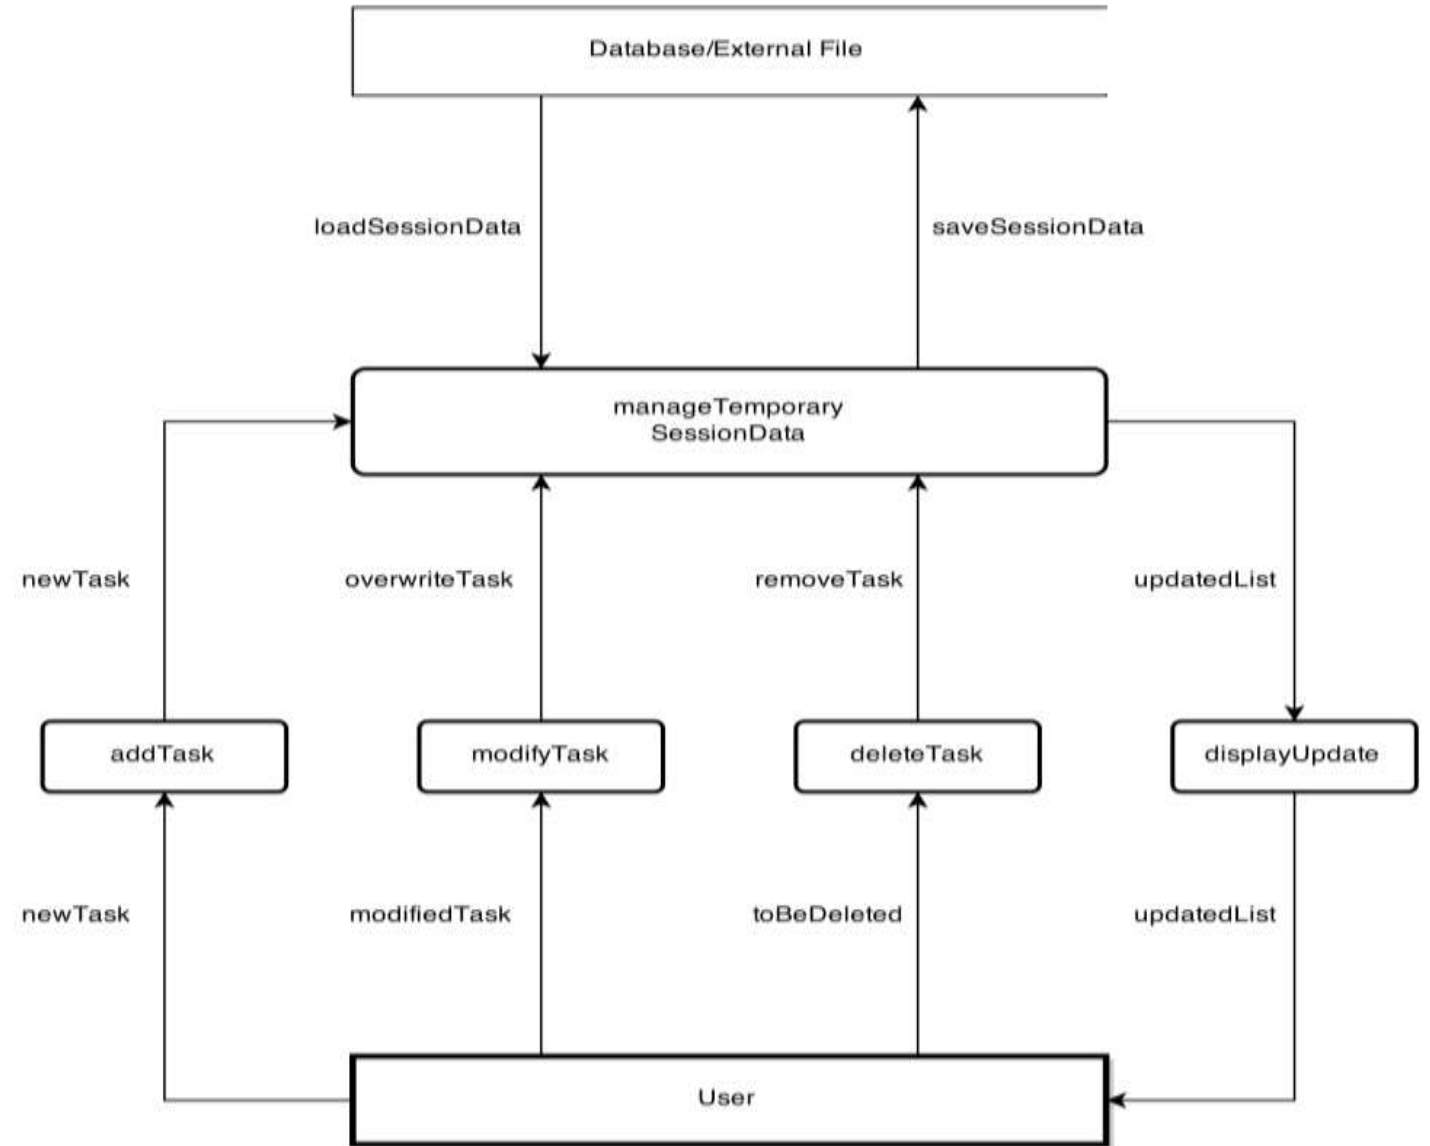 Database/External File
loadSessionData
saveSessionData
manageTemporary
SessionData
newTask
overwriteTask
removeTask
updatedList
addTask
modifyTask
deleteTask
displayUpdate
newTask
modifiedTask
toBeDeleted
updatedList
User